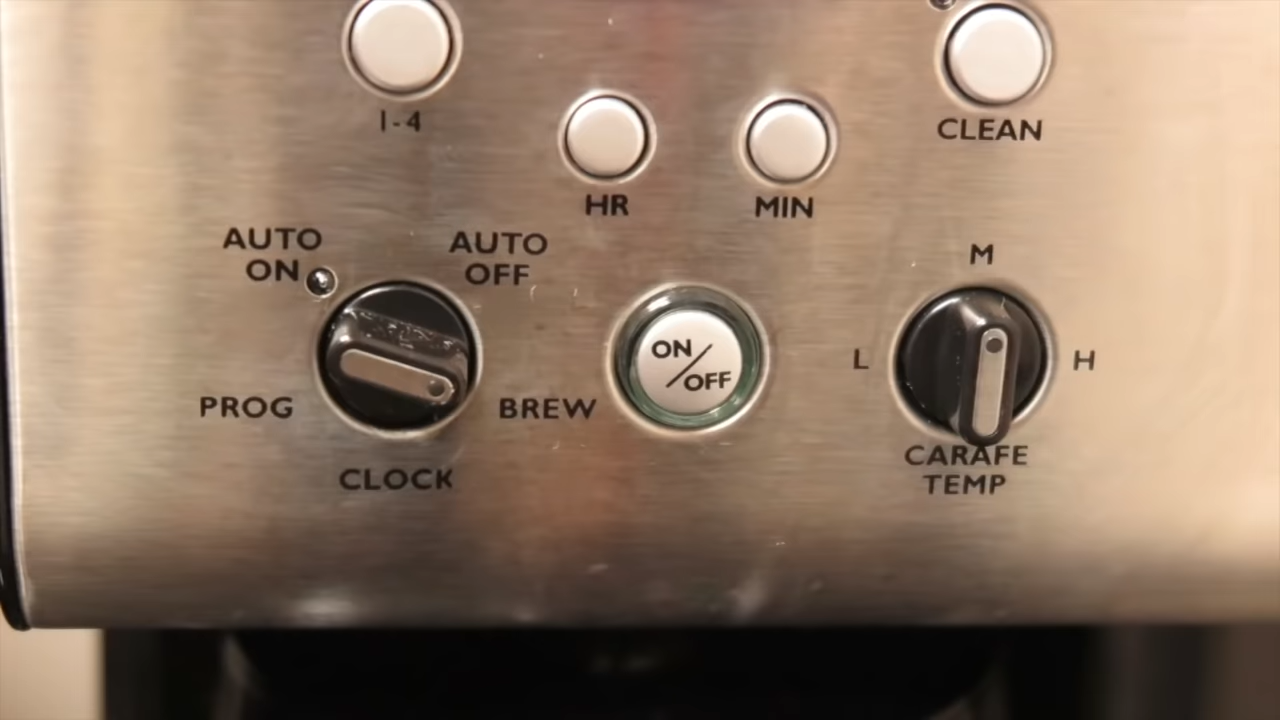 1-4
CLEAN
HR
MIN
AUTO
ON
AUTO
OFF
M
ON/OFF
L
H
PROG
BREW
CLOCK
CARAFE
TEMP